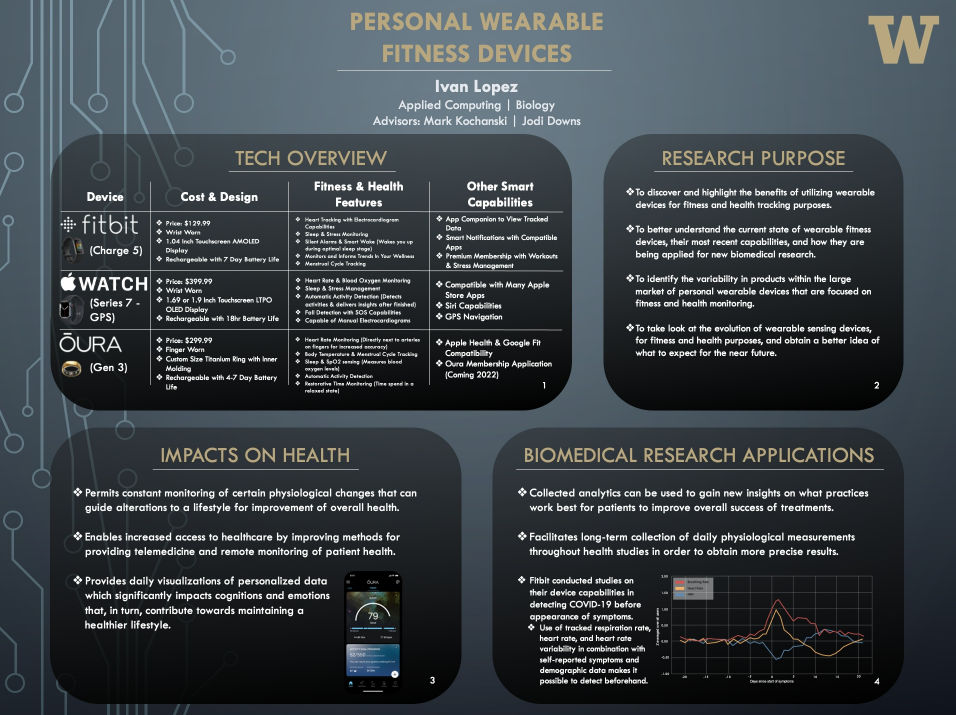 PERSONAL WEARABLE
FITNESS DEVICES
W
Ivan Lopez
Applied Computing | Biology
Advisors: Mark Kochanski | Jodi Downs
TECH OVERVIEW
Device
Cost & Design
Fitness & Health
Features
Other Smart
Capabilities
fitbit
(Charge 5)
❖ Price: $129.99
❖ Wrist Worn
❖ 1.04 Inch Touchscreen AMOLED
Display
❖ Rechargeable with 7 Day Battery Life
❖ Heart Tracking with Electrocardiogram
Capabilities
❖ Sleep & Stress Monitoring
❖ Silent Alarms & Smart Wake (Wakes you up
during optimal sleep stage)
❖ Monitors and Informs Trends in Your Wellness
❖ Menstrual Cycle Tracking
❖ App Companion to View Tracked
Data
❖ Smart Notifications with Compatible
Apps
❖ Premium Membership with Workouts
& Stress Management
WATCH
(Series 7 -
GPS)
❖ Price: $399.99
❖ Wrist Worn
❖ 1.69 or 1.9 Inch Touchscreen LTPO
OLED Display
❖ Rechargeable with 18hr Battery Life
❖ Heart Rate & Blood Oxygen Monitoring
❖ Sleep & Stress Management
❖ Automatic Activity Detection (Detects
activities & delivers insights after finished)
❖ Fall Detection with SOS Capabilities
❖ Capable of Manual Electrocardiograms
❖ Compatible with Many Apple
Store Apps
❖ Siri Capabilities
❖ GPS Navigation
ŌURA
(Gen 3)
❖ Price: $299.99
❖ Finger Worn
❖ Custom Size Titanium Ring with Inner
Molding
❖ Rechargeable with 4-7 Day Battery
Life
❖ Heart Rate Monitoring (Directly next to arteries
on fingers for increased accuracy)
❖ Body Temperature & Menstrual Cycle Tracking
❖ Sleep & SpO2 sensing (Measures blood
oxygen levels)
❖ Automatic Activity Detection
❖ Restorative Time Monitoring (Time spend in a
relaxed state)
❖ Apple Health & Google Fit
Compatibility
❖ Oura Membership Application
(Coming 2022)
1
RESEARCH PURPOSE
❖To discover and highlight the benefits of utilizing wearable
devices for fitness and health tracking purposes.
❖To better understand the current state of wearable fitness
devices, their most recent capabilities, and how they are
being applied for new biomedical research.
❖To identify the variability in products within the large
market of personal wearable devices that are focused on
fitness and health monitoring.
❖To take look at the evolution of wearable sensing devices,
for fitness and health purposes, and obtain a better idea of
what to expect for the near future.
2
IMPACTS ON HEALTH
❖Permits constant monitoring of certain physiological changes that can
guide alterations to a lifestyle for improvement of overall health.
❖Enables increased access to healthcare by improving methods for
providing telemedicine and remote monitoring of patient health.
❖Provides daily visualizations of personalized data
which significantly impacts cognitions and emotions
that, in turn, contribute towards maintaining a
healthier lifestyle.
ŌURA
79
3
BIOMEDICAL RESEARCH APPLICATIONS
❖Collected analytics can be used to gain new insights on what practices
work best for patients to improve overall success of treatments.
❖Facilitates long-term collection of daily physiological measurements
throughout health studies in order to obtain more precise results.
❖ Fitbit conducted studies on
their device capabilities in
detecting COVID-19 before
appearance of symptoms.
❖ Use of tracked respiration rate,
heart rate, and heart rate
variability in combination with
self-reported symptoms and
demographic data makes it
possible to detect beforehand.
Days since start of symptoms
4